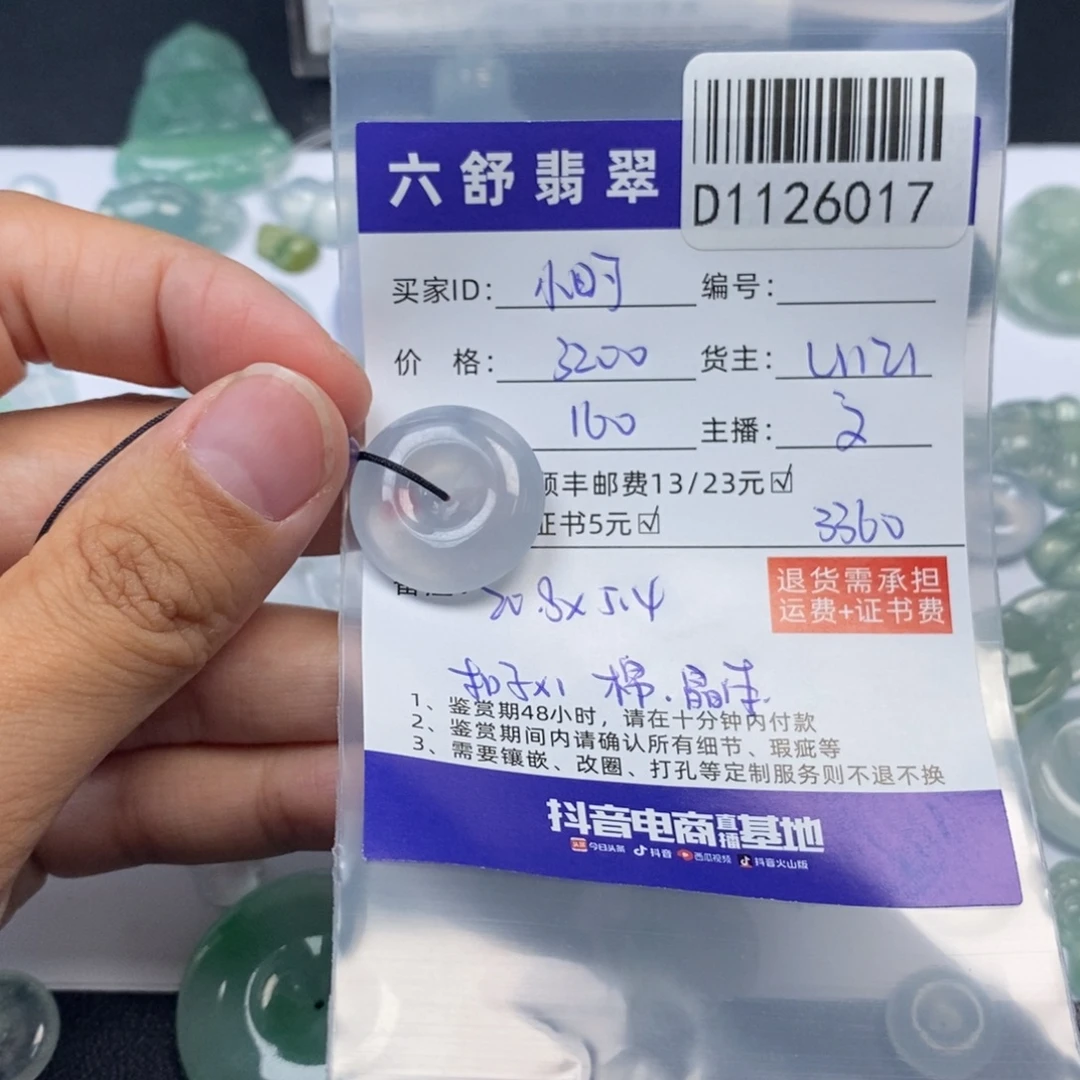 六舒翡翠
D1126017
买家ID: 编号:
价 格: 3200 货主:
160 主播: 文
顺丰邮费13/23元☑
证书5元☑ 3360
20.8x5.4
退货需承担
运费+证书费
扣子x1 棉.晶体
1、鉴赏期48小时，请在十分钟内付款
2、鉴赏期间内请确认所有细节、瑕疵等
3、需要镶嵌、改圈、打孔等定制服务则不退不换
抖音电商直播基地
头条 今日头条 抖音 西瓜视频 抖音火山版